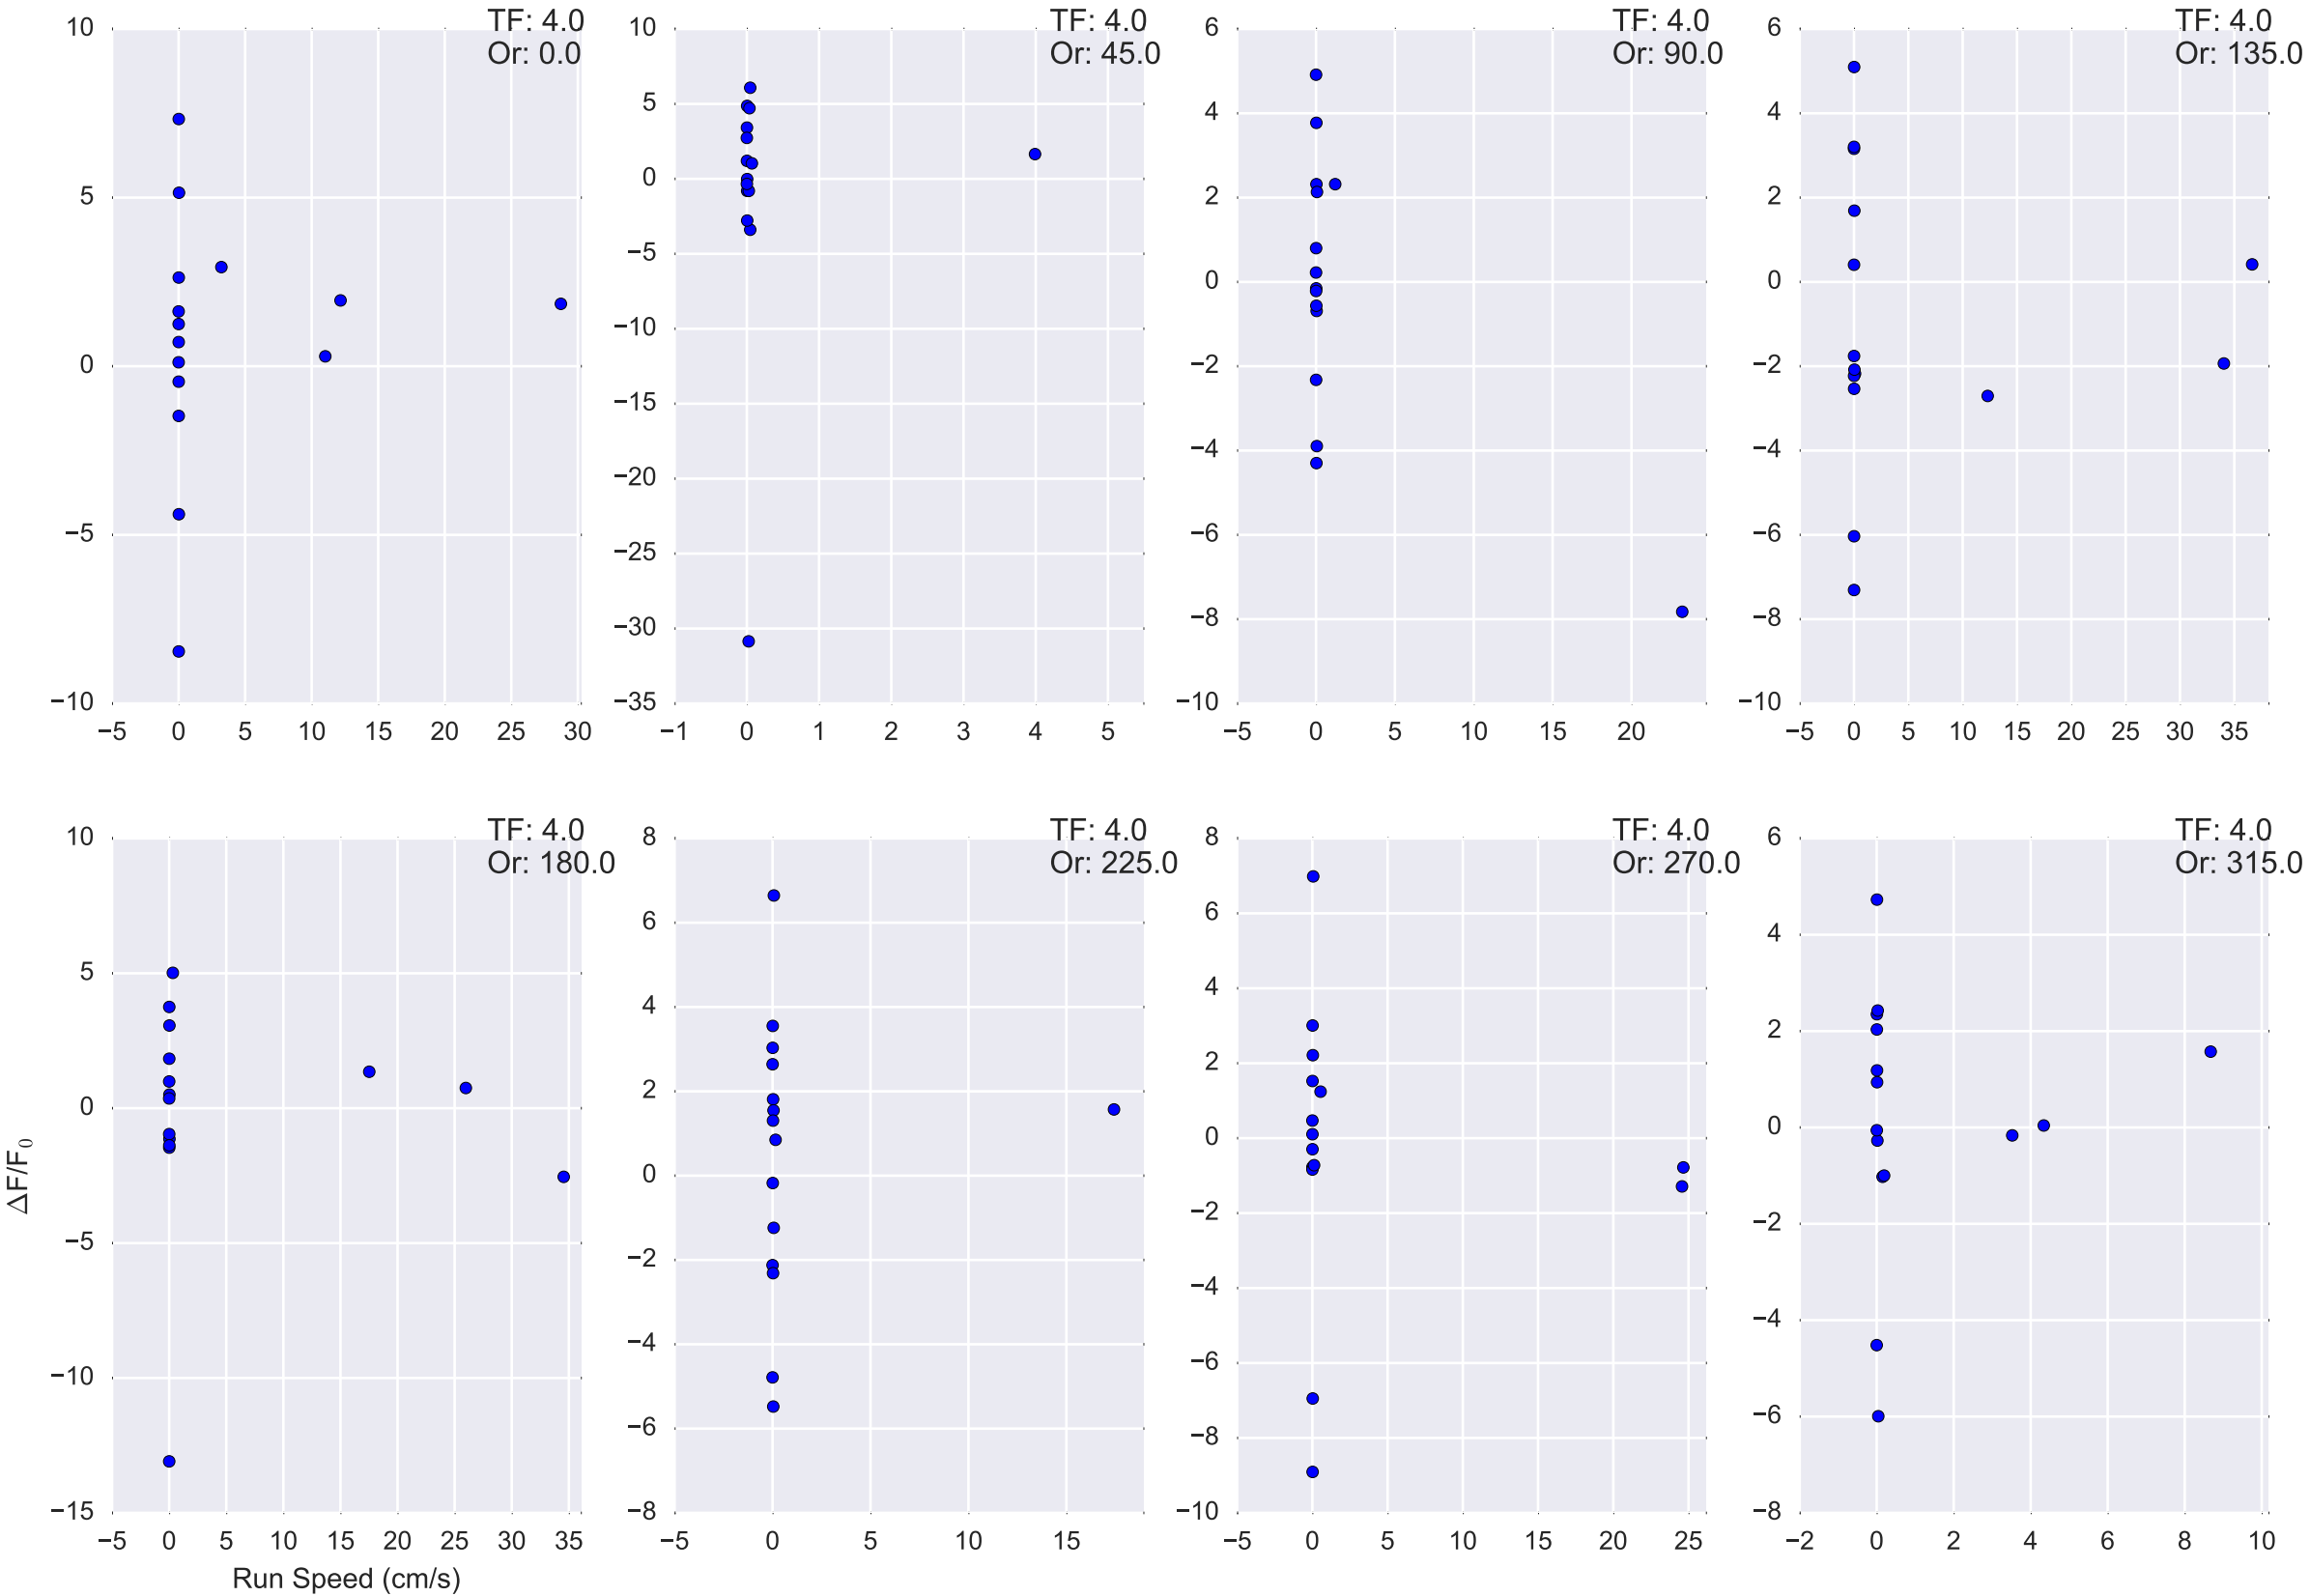 TF: 4.0
Or: 0.0
10
5
0
−5
−10
−5 0 5 10 15 20 25 30
TF: 4.0
Or: 45.0
10
5
0
−5
−10
−15
−20
−25
−30
−35
−1 0 1 2 3 4 5
TF: 4.0
Or: 90.0
6
4
2
0
−2
−4
−6
−8
−10
−5 0 5 10 15 20
TF: 4.0
Or: 135.0
6
4
2
0
−2
−4
−6
−8
−10
−5 0 5 10 15 20 25 30 35
TF: 4.0
Or: 180.0
10
5
0
−5
−10
−15
−5 0 5 10 15 20 25 30 35
ΔF/F₀
Run Speed (cm/s)
TF: 4.0
Or: 225.0
8
6
4
2
0
−2
−4
−6
−8
−5 0 5 10 15
TF: 4.0
Or: 270.0
8
6
4
2
0
−2
−4
−6
−8
−10
−5 0 5 10 15 20 25
TF: 4.0
Or: 315.0
6
4
2
0
−2
−4
−6
−8
−2 0 2 4 6 8 10